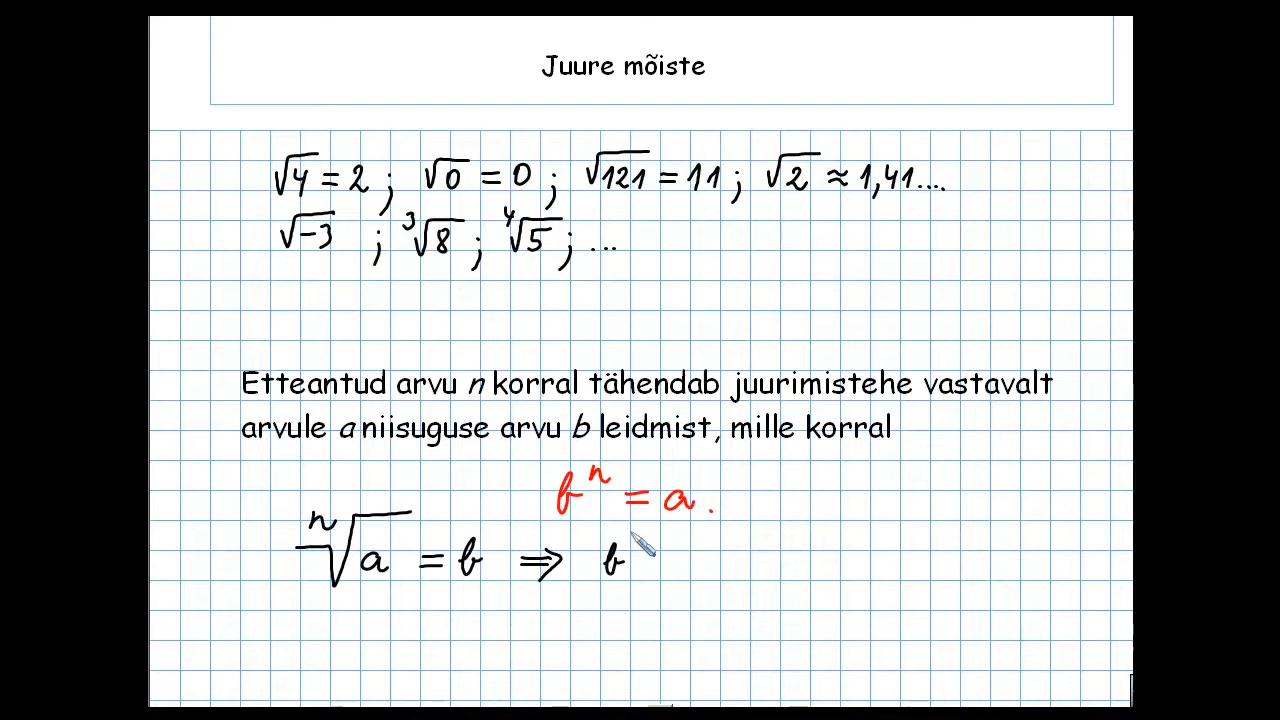 Juure mõiste
√4 = 2 ; √0 = 0 ; √121 = 11 ; √2 ≈ 1,41....
√-3 ; ³√8 ; ⁴√5 ; ...
Etteantud arvu n korral tähendab juurimistehe vastavalt
arvule a niisuguse arvu b leidmist, mille korral
bⁿ = a.
ⁿ√a = b ⇒ b